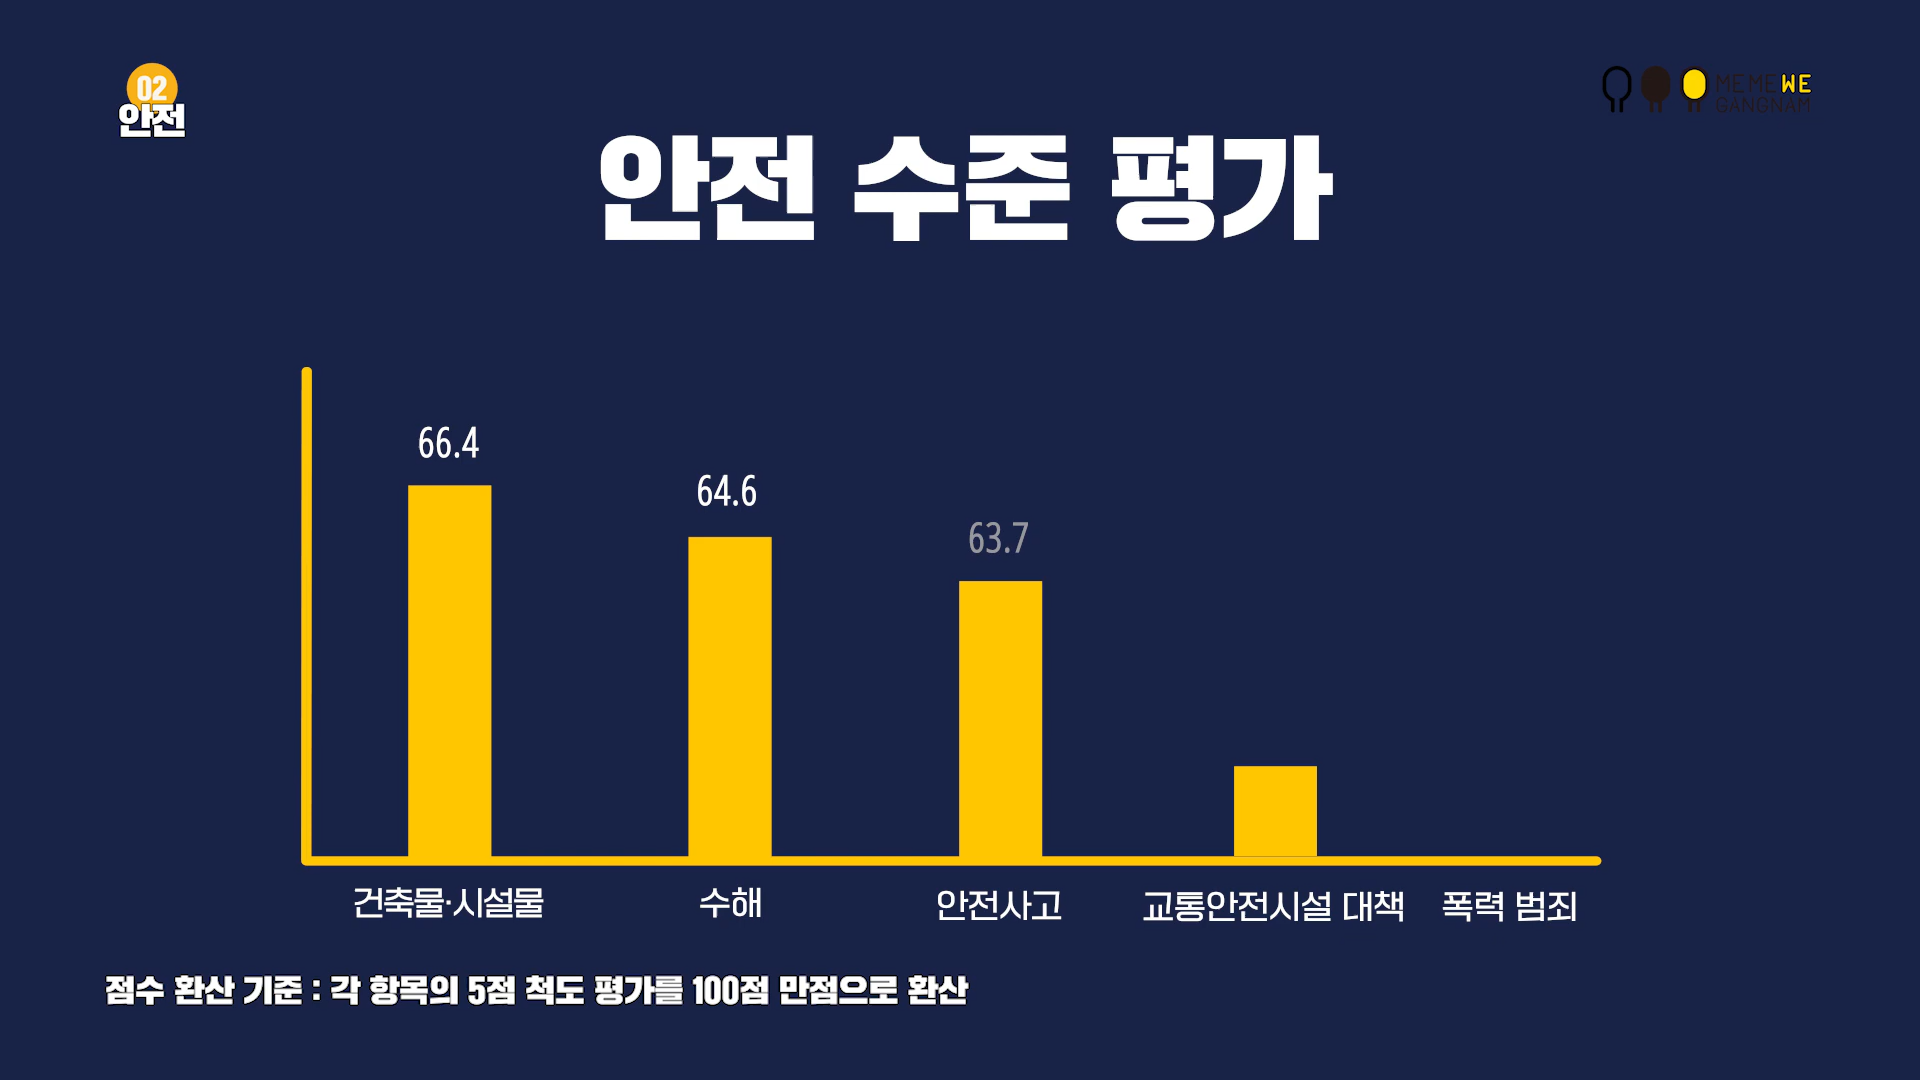 02
안전
MEMEWE
GANGNAM
안전 수준 평가
66.4
64.6
63.7
건축물·시설물
수해
안전사고
교통안전시설 대책
폭력 범죄
점수 환산 기준 : 각 항목의 5점 척도 평가를 100점 만점으로 환산